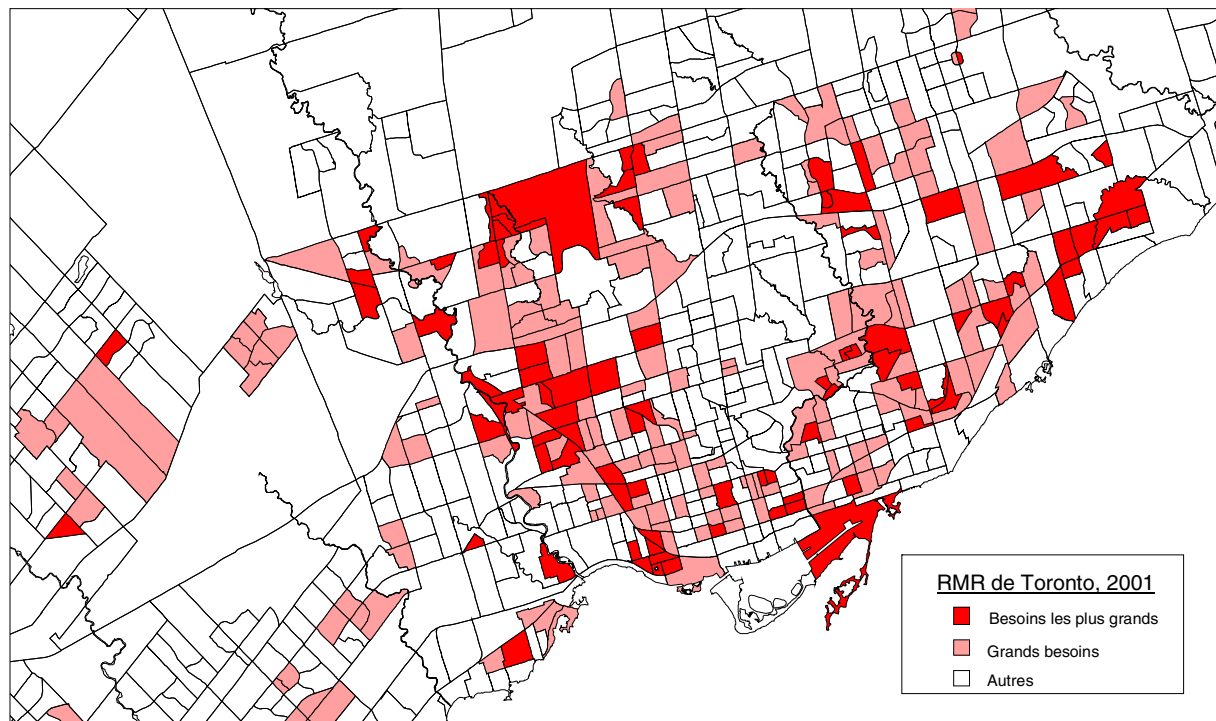 RMR de Toronto, 2001
Besoins les plus grands
Grands besoins
Autres